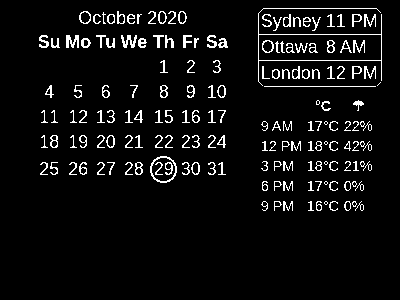 October 2020
Su Mo Tu We Th Fr Sa
1 2 3
4 5 6 7 8 9 10
11 12 13 14 15 16 17
18 19 20 21 22 23 24
25 26 27 28 29 30 31
Sydney 11 PM
Ottawa 8 AM
London 12 PM
°C
9 AM 17°C 22%
12 PM 18°C 42%
3 PM 18°C 21%
6 PM 17°C 0%
9 PM 16°C 0%